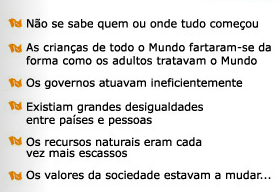 Não se sabe quem ou onde tudo começou
As crianças de todo o Mundo fartaram-se da
forma como os adultos tratavam o Mundo
Os governos atuavam ineficientemente
Existiam grandes desigualdades
entre países e pessoas
Os recursos naturais eram cada
vez mais escassos
Os valores da sociedade estavam a mudar...